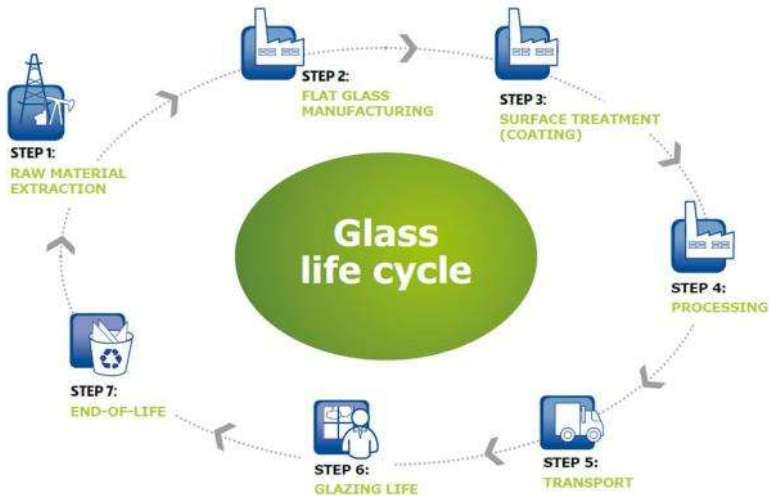 Glass
life cycle
STEP 1:
RAW MATERIAL
EXTRACTION
STEP 2:
FLAT GLASS
MANUFACTURING
STEP 3:
SURFACE TREATMENT
(COATING)
STEP 4:
PROCESSING
STEP 5:
TRANSPORT
STEP 6:
GLAZING LIFE
STEP 7:
END-OF-LIFE